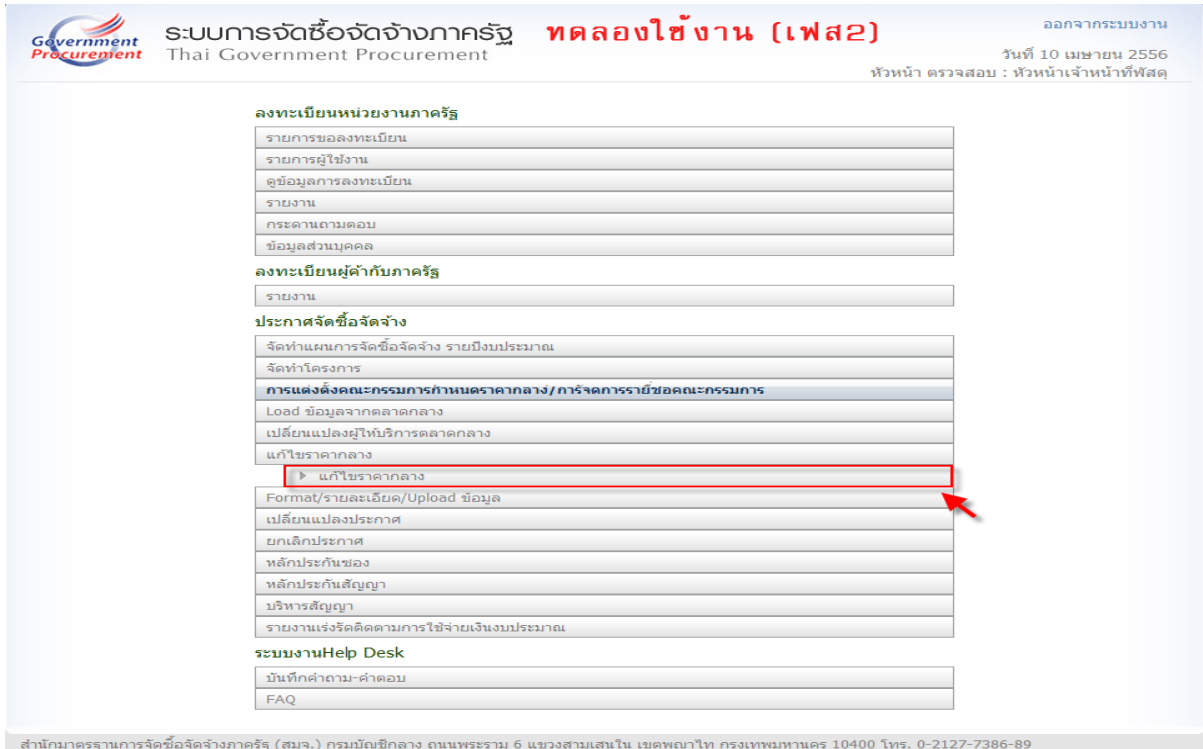 Government
Procurement
ระบบการจัดซื้อจัดจ้างภาครัฐ
Thai Government Procurement
ทดลองใช้งาน (เฟส2)
ออกจากระบบงาน
วันที่ 10 เมษายน 2556
หัวหน้า ตรวจสอบ : หัวหน้าเจ้าหน้าที่พัสดุ
ลงทะเบียนหน่วยงานภาครัฐ
รายการขอลงทะเบียน
รายการผู้ใช้งาน
ดูข้อมูลการลงทะเบียน
รายงาน
กระดานถามตอบ
ข้อมูลส่วนบุคคล
ลงทะเบียนผู้ค้ากับภาครัฐ
รายงาน
ประกาศจัดซื้อจัดจ้าง
จัดทำแผนการจัดซื้อจัดจ้าง รายปีงบประมาณ
จัดทำโครงการ
การแต่งตั้งคณะกรรมการกำหนดราคากลาง/การจัดการรายชื่อคณะกรรมการ
Load ข้อมูลจากตลาดกลาง
เปลี่ยนแปลงผู้ให้บริการตลาดกลาง
แก้ไขราคากลาง
แก้ไขราคากลาง
Format/รายละเอียด/Upload ข้อมูล
เปลี่ยนแปลงประกาศ
ยกเลิกประกาศ
หลักประกันซอง
หลักประกันสัญญา
บริหารสัญญา
รายงานเร่งรัดติดตามการใช้จ่ายเงินงบประมาณ
ระบบงานHelp Desk
บันทึกคำถาม-คำตอบ
FAQ
สำนักมาตรฐานการจัดซื้อจัดจ้างภาครัฐ (สมจ.) กรมบัญชีกลาง ถนนพระราม 6 แขวงสามเสนใน เขตพญาไท กรุงเทพมหานคร 10400 โทร. 0-2127-7386-89